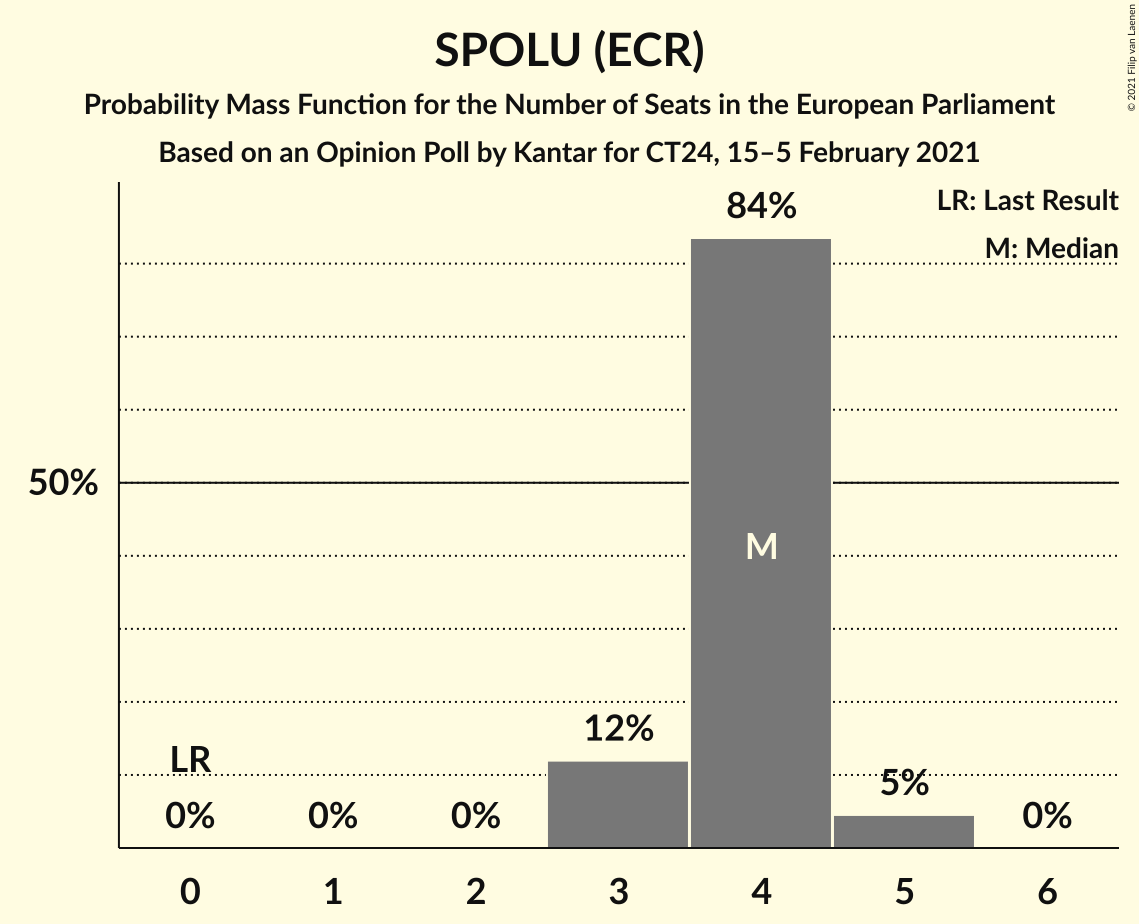 SPOLU (ECR)
Probability Mass Function for the Number of Seats in the European Parliament
Based on an Opinion Poll by Kantar for CT24, 15–5 February 2021
© 2021 Filip van Laenen
LR: Last Result
M: Median
84%
50%
M
12%
LR
5%
0% 0% 0% 0%
0 1 2 3 4 5 6